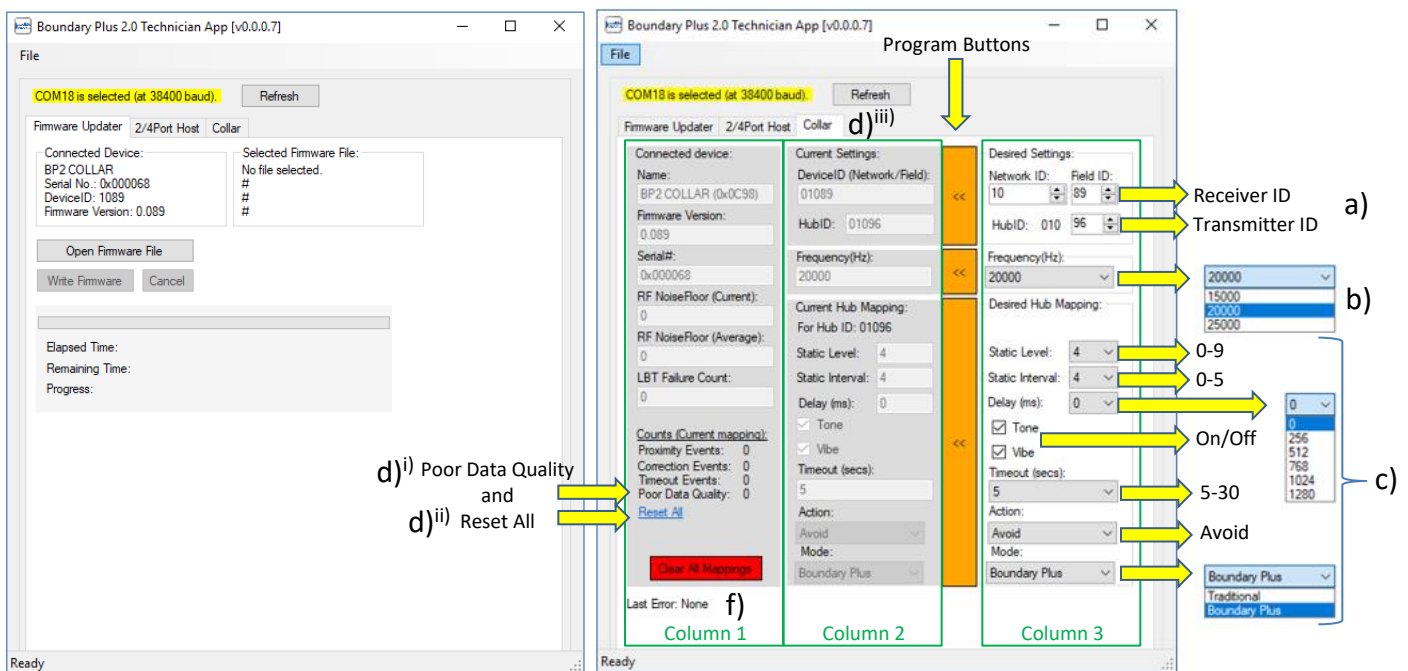 Boundary Plus 2.0 Technician App [v0.0.0.7]
File
COM18 is selected (at 38400 baud).
Refresh
Firmware Updater
2/4Port Host
Collar
Connected Device:
BP2 COLLAR
Serial No.: 0x000068
DeviceID: 1089
Firmware Version: 0.089
Selected Firmware File:
No file selected.
#
#
#
Open Firmware File
Write Firmware
Cancel
Elapsed Time:
Remaining Time:
Progress:
Ready
Boundary Plus 2.0 Technician App [v0.0.0.7]
File
Program Buttons
COM18 is selected (at 38400 baud).
Refresh
Firmware Updater
2/4Port Host
Collar
d)iii)
Connected device:
Name:
BP2 COLLAR (0x0C98)
Firmware Version:
0.089
Serial#:
0x000068
RF NoiseFloor (Current):
0
RF NoiseFloor (Average):
0
LBT Failure Count:
0
Counts (Current mapping):
Proximity Events: 0
Correction Events: 0
Timeout Events: 0
Poor Data Quality: 0
Reset All
Clear All Mappings
Last Error: None
f)
Column 1
d)i) Poor Data Quality
and
d)ii) Reset All
Current Settings:
DeviceID (Network/Field):
01089
HubID: 01096
Frequency(Hz):
20000
Current Hub Mapping:
For Hub ID: 01096
Static Level: 4
Static Interval: 4
Delay (ms): 0
Tone
Vibe
Timeout (secs):
5
Action:
Avoid
Mode:
Boundary Plus
Column 2
<<
<<
<<
Desired Settings:
Network ID: Field ID:
10 89
HubID: 010 96
Frequency(Hz):
20000
Desired Hub Mapping:
Static Level: 4
Static Interval: 4
Delay (ms): 0
Tone
Vibe
Timeout (secs):
5
Action:
Avoid
Mode:
Boundary Plus
Column 3
Ready
Receiver ID
a)
Transmitter ID
20000
15000
20000
25000
b)
0-9
0-5
0
0
256
512
768
1024
1280
On/Off
c)
5-30
Avoid
Boundary Plus
Traditional
Boundary Plus